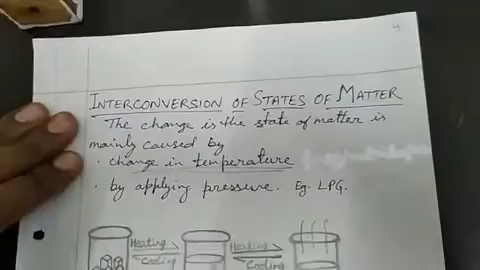 INTERCONVERSION OF STATES OF MATTER
The change is the state of matter is
mainly caused by
· change in temperature
· by applying pressure. Eg. LPG.
Heating Heating
Cooling Cooling